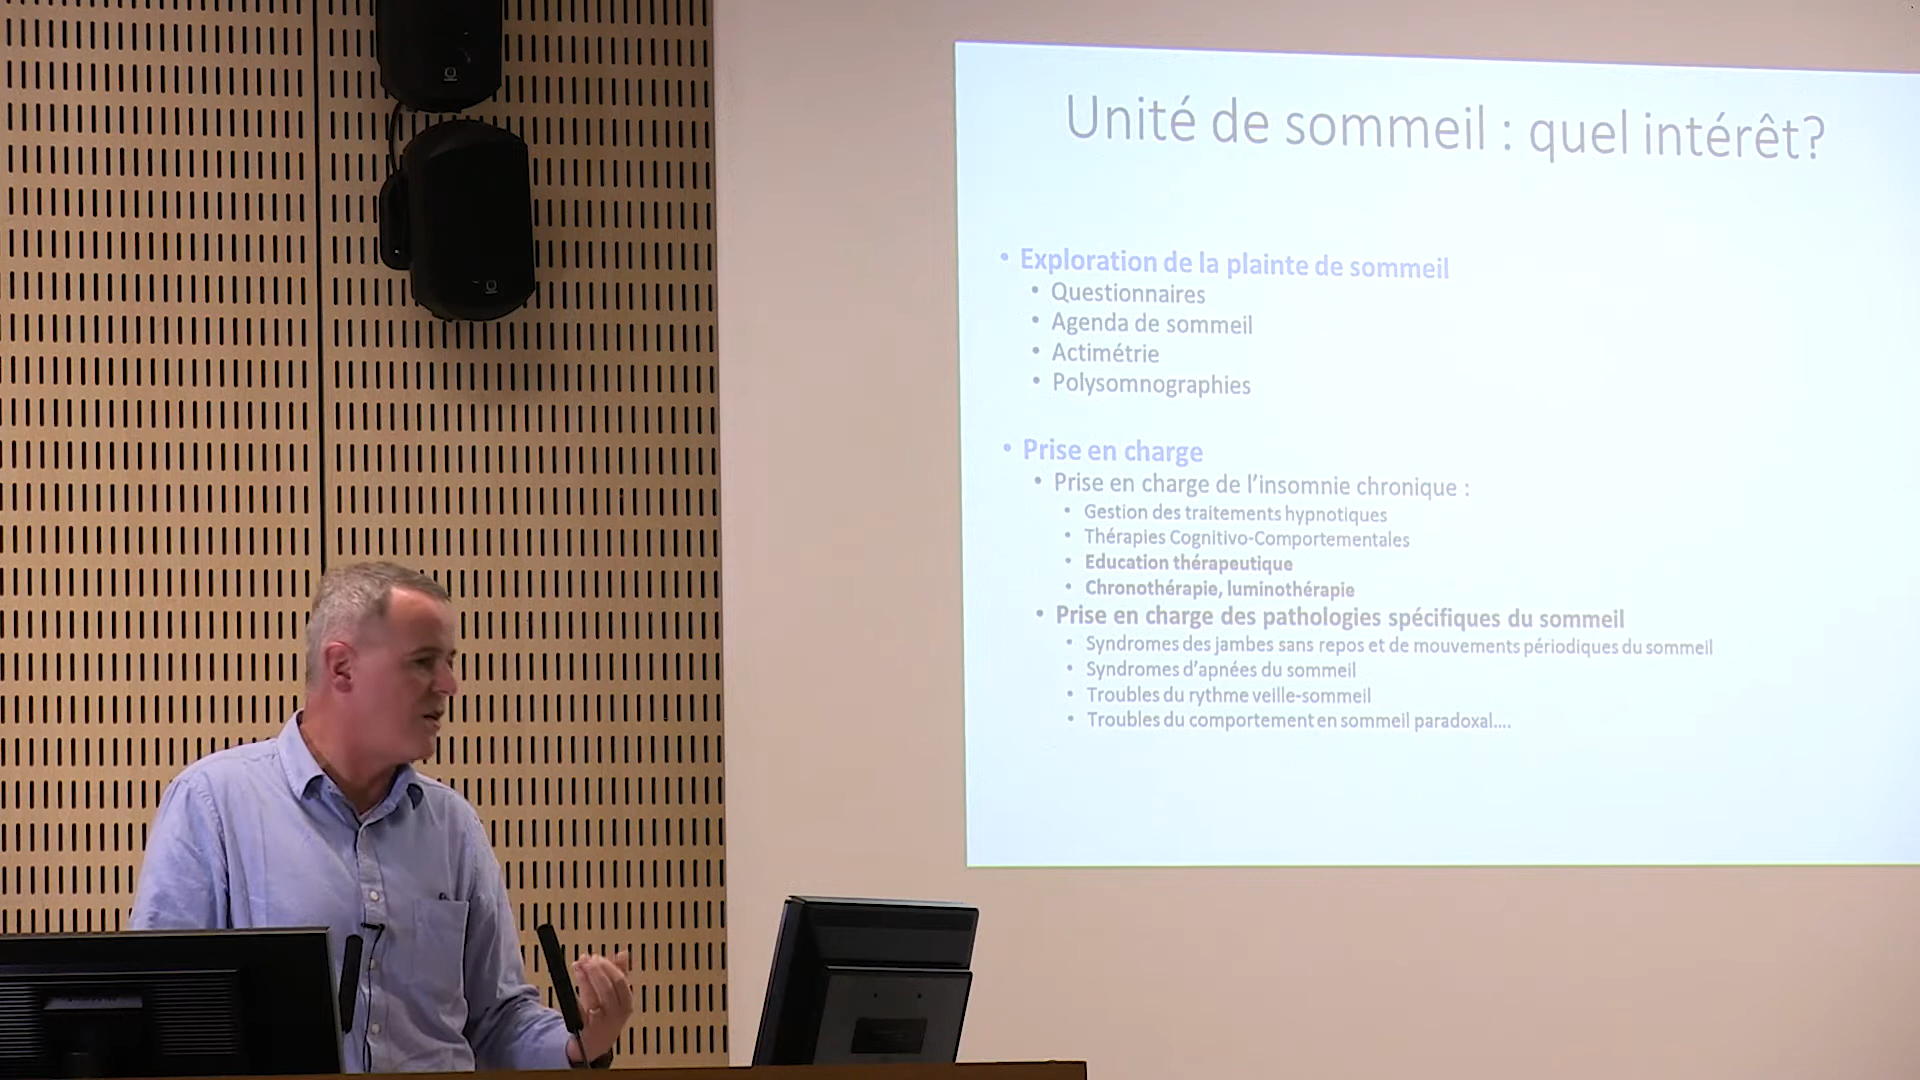 Unité de sommeil : quel intérêt?
• Exploration de la plainte de sommeil
• Questionnaires
• Agenda de sommeil
• Actimétrie
• Polysomnographies
• Prise en charge
• Prise en charge de l’insomnie chronique :
• Gestion des traitements hypnotiques
• Thérapies Cognitivo-Comportementales
• Education thérapeutique
• Chronothérapie, luminothérapie
• Prise en charge des pathologies spécifiques du sommeil
• Syndromes des jambes sans repos et de mouvements périodiques du sommeil
• Syndromes d’apnées du sommeil
• Troubles du rythme veille-sommeil
• Troubles du comportement en sommeil paradoxal....